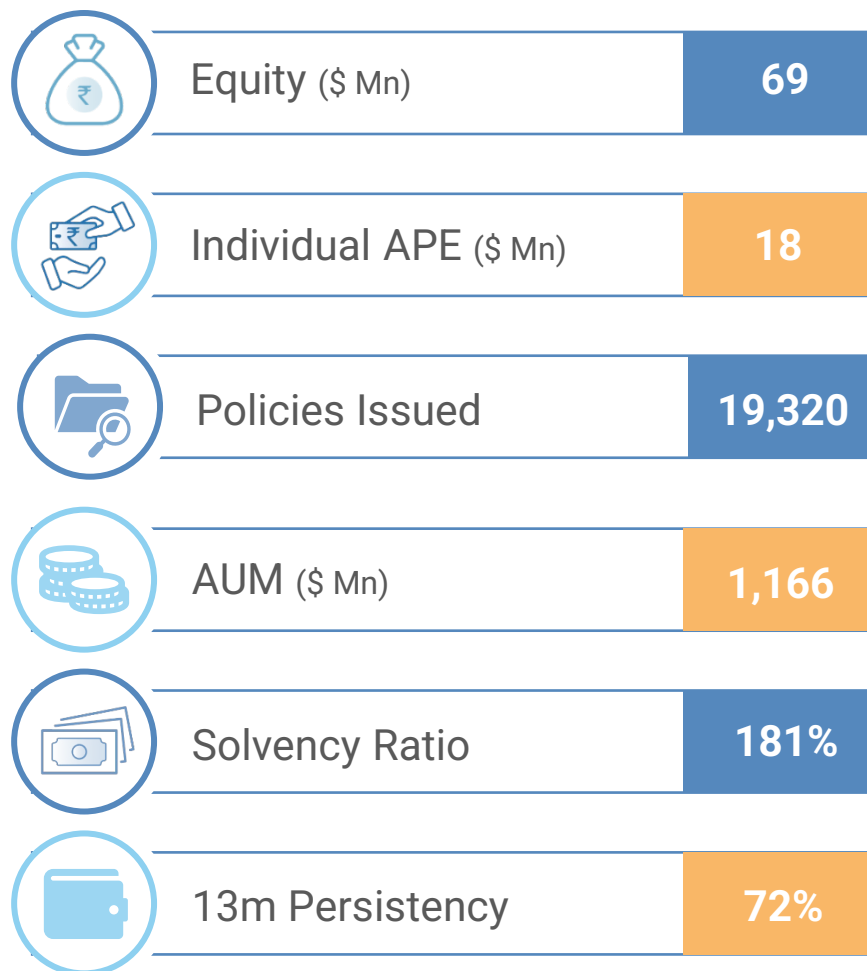 ₹
Equity ($ Mn) 69
₹
Individual APE ($ Mn) 18
Policies Issued 19,320
AUM ($ Mn) 1,166
Solvency Ratio 181%
13m Persistency 72%